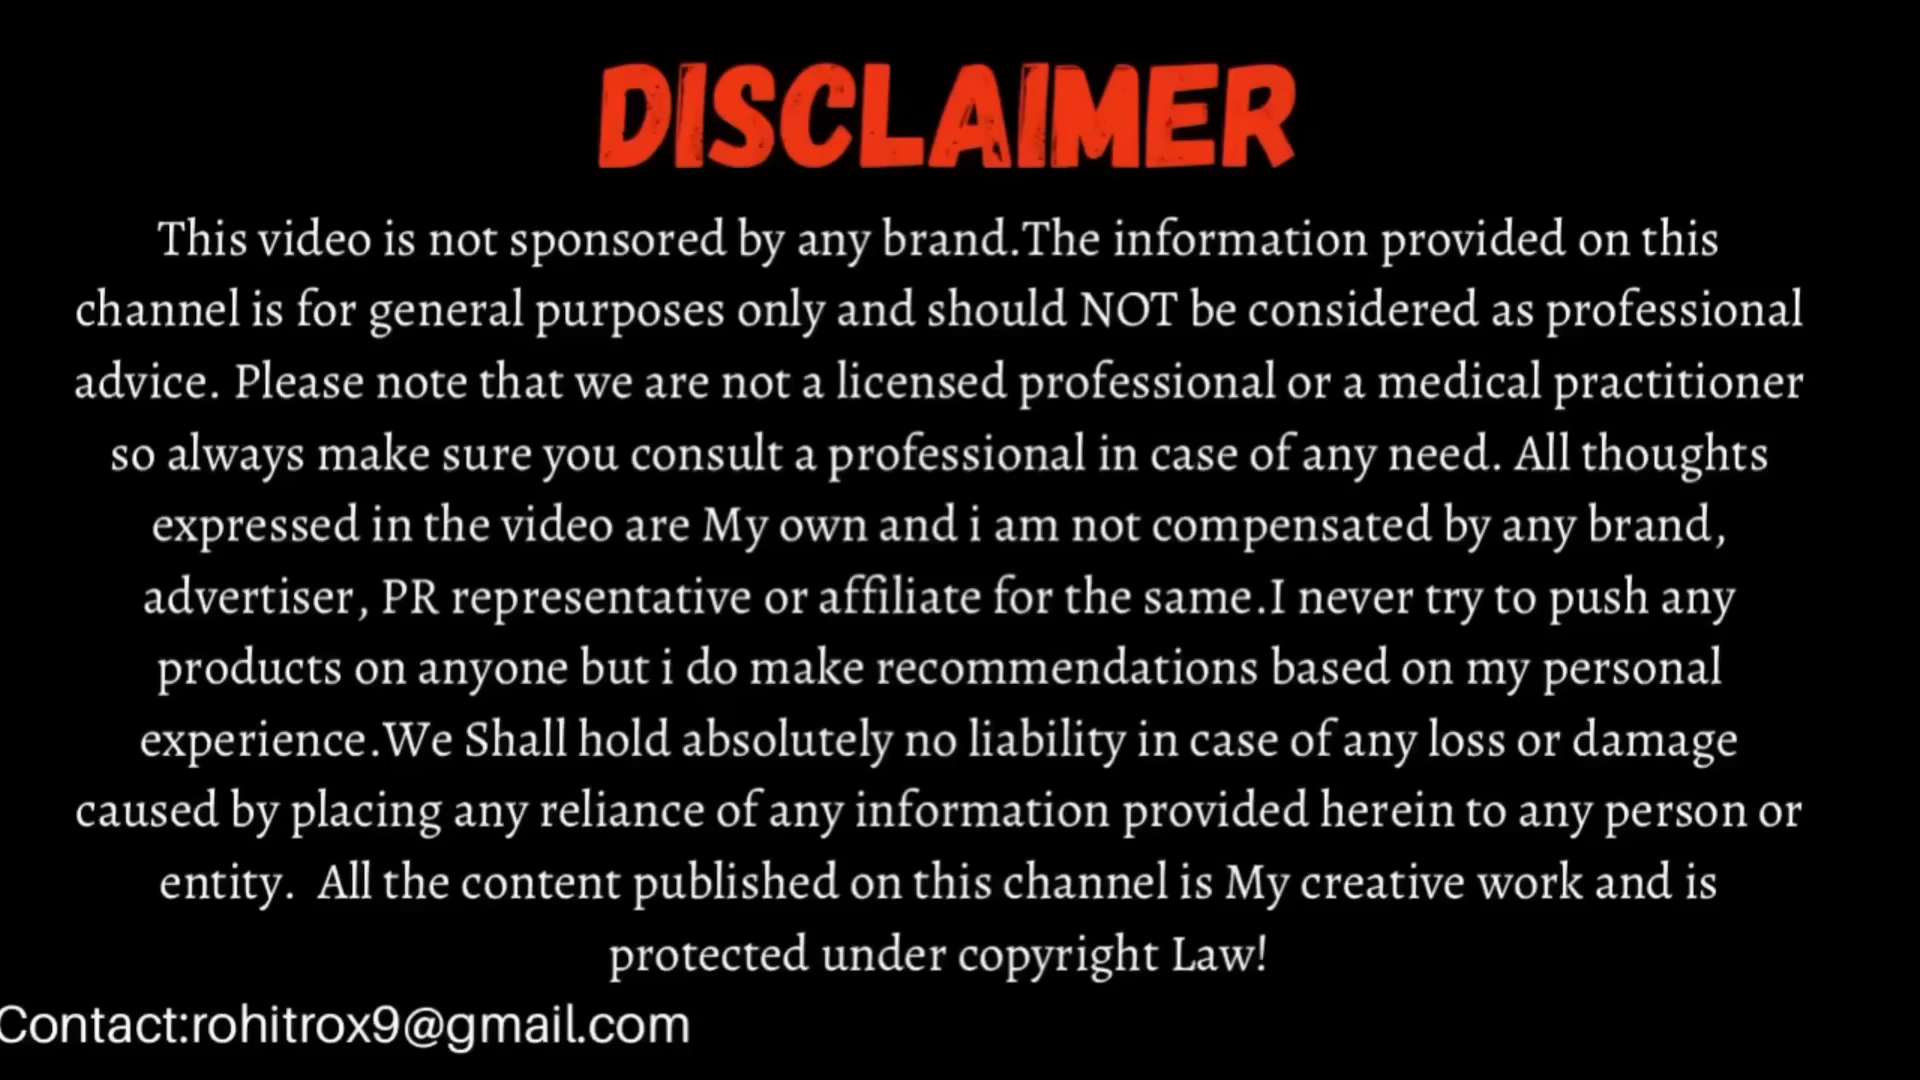 DISCLAIMER
This video is not sponsored by any brand.The information provided on this
channel is for general purposes only and should NOT be considered as professional
advice. Please note that we are not a licensed professional or a medical practitioner
so always make sure you consult a professional in case of any need. All thoughts
expressed in the video are My own and i am not compensated by any brand,
advertiser, PR representative or affiliate for the same.I never try to push any
products on anyone but i do make recommendations based on my personal
experience.We Shall hold absolutely no liability in case of any loss or damage
caused by placing any reliance of any information provided herein to any person or
entity.  All the content published on this channel is My creative work and is
protected under copyright Law!
Contact:rohitrox9@gmail.com